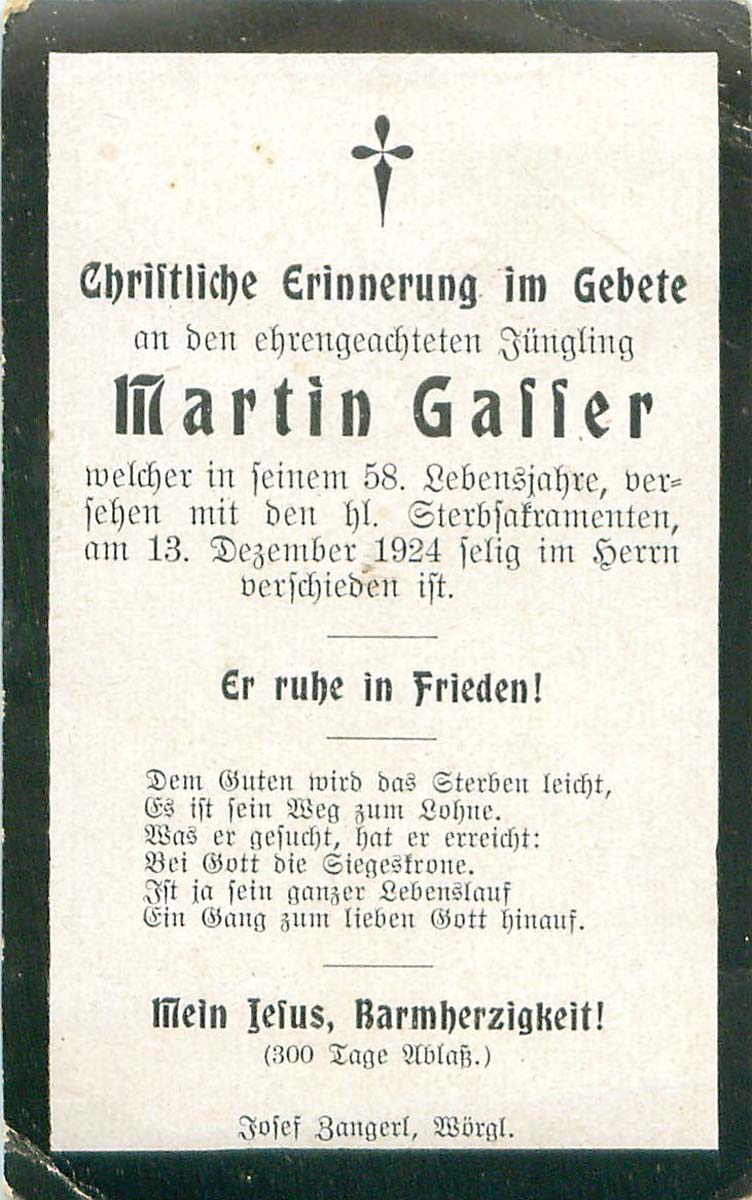 Christliche Erinnerung im Gebete
an den ehrengeachteten Jüngling
Martin Gasser
welcher in seinem 58. Lebensjahre, ver-
sehen mit den hl. Sterbsakramenten,
am 13. Dezember 1924 selig im Herrn
verschieden ist.
Er ruhe in Frieden!
Dem Guten wird das Sterben leicht,
Es ist sein Weg zum Lohne.
Was er gesucht, hat er erreicht:
Bei Gott die Siegeskrone.
Ist ja sein ganzer Lebenslauf
Ein Gang zum lieben Gott hinauf.
Mein Jesus, Barmherzigkeit!
(300 Tage Ablaß.)
Josef Zangerl, Wörgl.